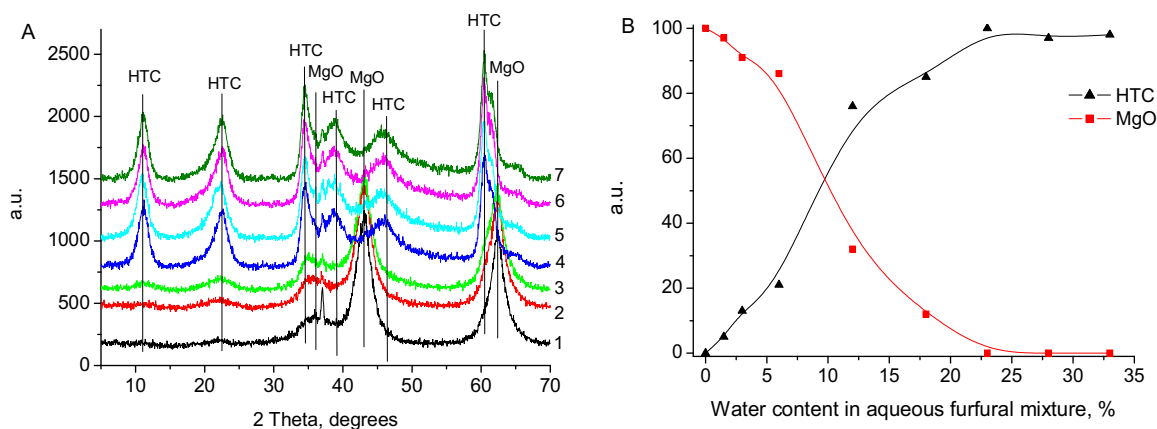 A
HTC
HTC
HTC
MgO
HTC
MgO
HTC
HTC
MgO
2500
2000
1500
1000
500
0
a.u.
7
6
5
4
3
2
1
10
20
30
40
50
60
70
2 Theta, degrees
B
100
80
60
40
20
0
a.u.
HTC
MgO
0
5
10
15
20
25
30
35
Water content in aqueous furfural mixture, %